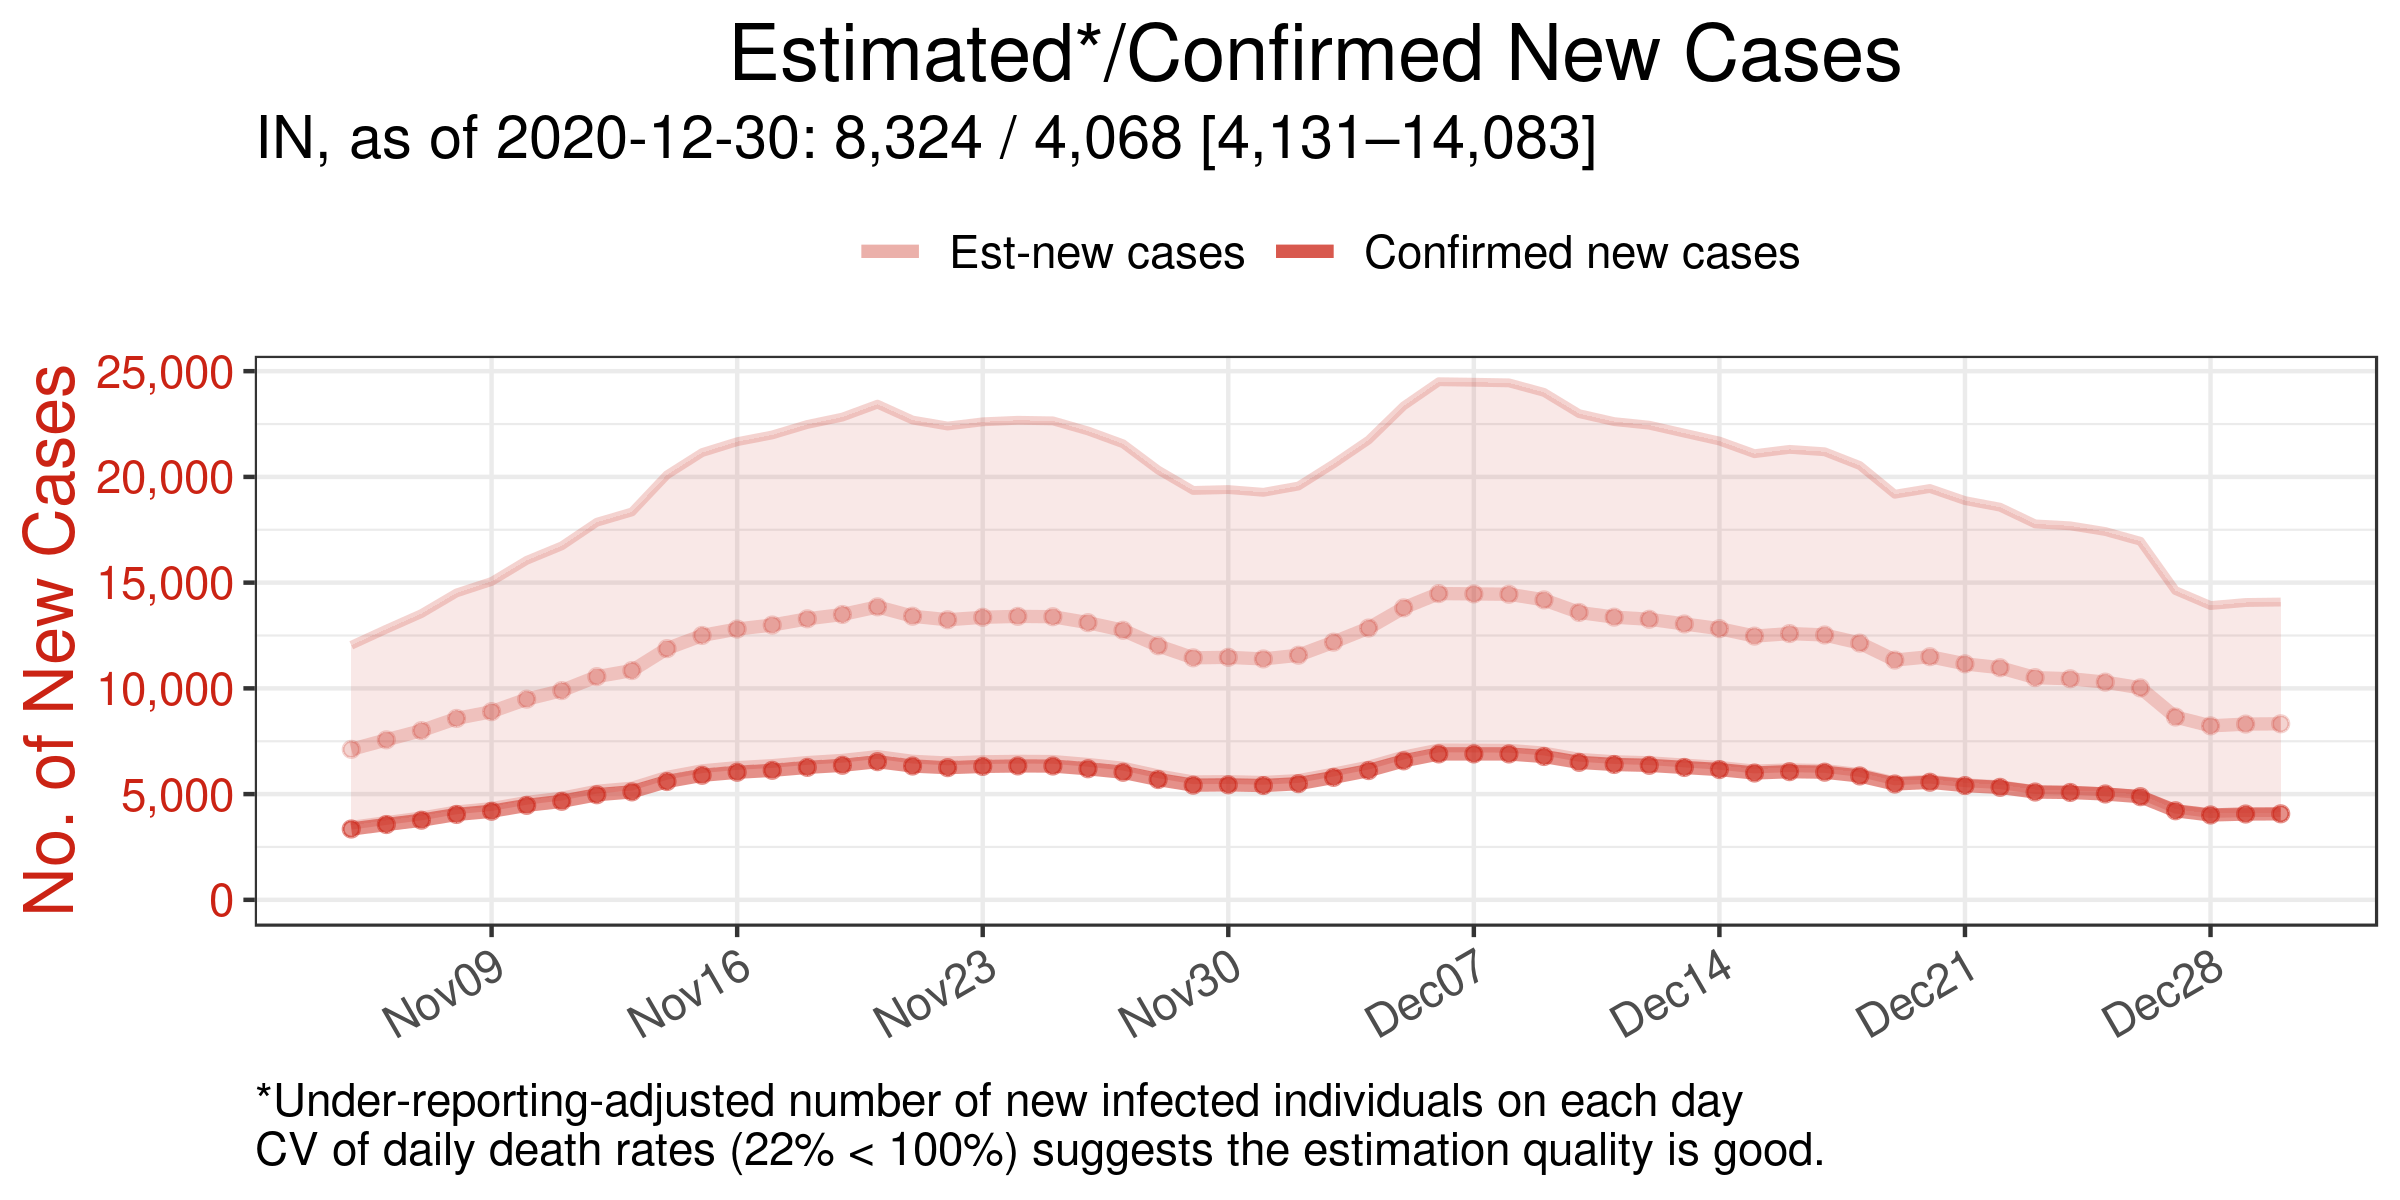 Estimated*/Confirmed New Cases
IN, as of 2020-12-30: 8,324 / 4,068 [4,131–14,083]
Est-new cases
Confirmed new cases
No. of New Cases
25,000
20,000
15,000
10,000
5,000
0
Nov09
Nov16
Nov23
Nov30
Dec07
Dec14
Dec21
Dec28
*Under-reporting-adjusted number of new infected individuals on each day
CV of daily death rates (22% < 100%) suggests the estimation quality is good.